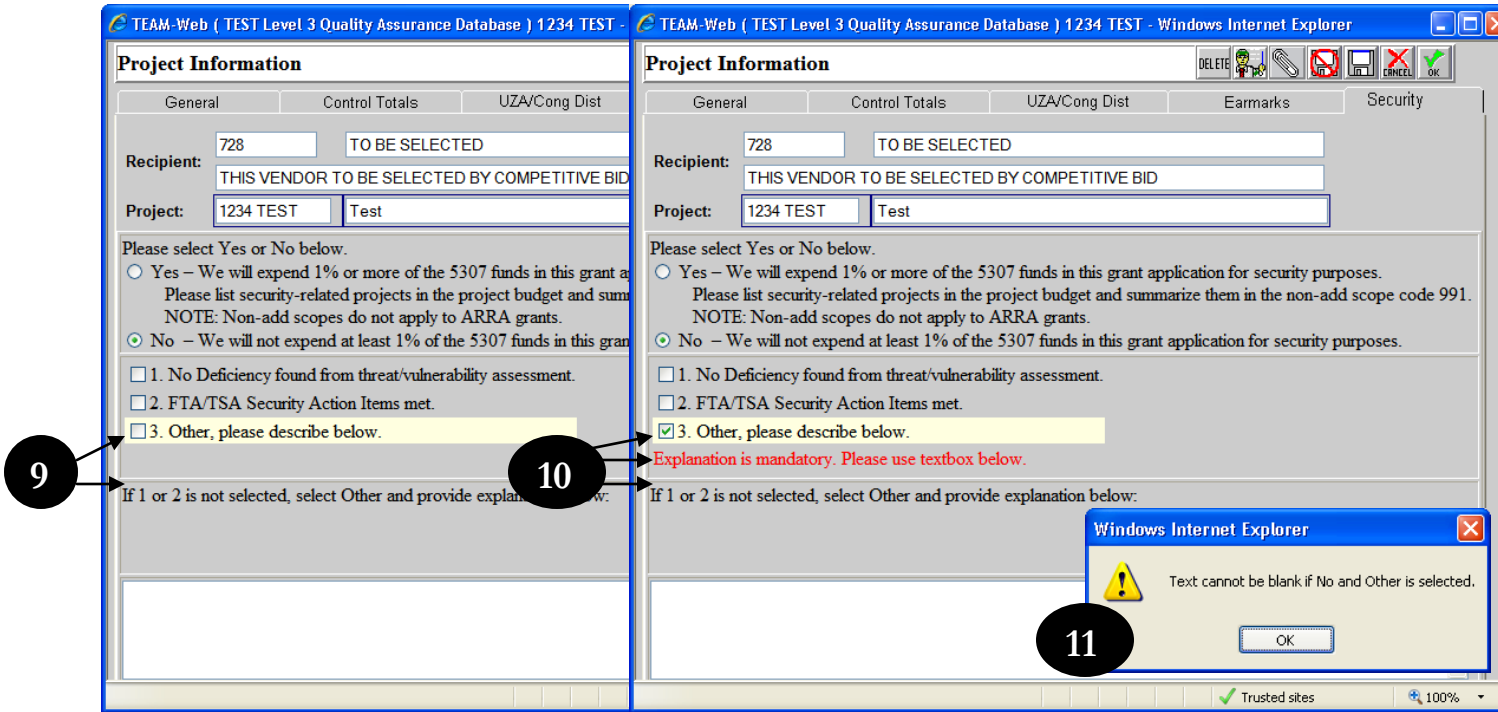 TEAM-Web ( TEST Level 3 Quality Assurance Database ) 1234 TEST -
Project Information
General
Control Totals
UZA/Cong Dist
Recipient:
728
TO BE SELECTED
THIS VENDOR TO BE SELECTED BY COMPETITIVE BID
Project:
1234 TEST
Test
Please select Yes or No below.
Yes – We will expend 1% or more of the 5307 funds in this grant
Please list security-related projects in the project budget and
NOTE: Non-add scopes do not apply to ARRA grants.
No – We will not expend at least 1% of the 5307 funds in this
1. No Deficiency found from threat/vulnerability assessment.
2. FTA/TSA Security Action Items met.
3. Other, please describe below.
9
If 1 or 2 is not selected, select Other and provide
TEAM-Web ( TEST Level 3 Quality Assurance Database ) 1234 TEST - Windows Internet Explorer
Project Information
DELETE
CANCEL
OK
General
Control Totals
UZA/Cong Dist
Earmarks
Security
Recipient:
728
TO BE SELECTED
THIS VENDOR TO BE SELECTED BY COMPETITIVE BID
Project:
1234 TEST
Test
Please select Yes or No below.
Yes – We will expend 1% or more of the 5307 funds in this grant application for security purposes.
Please list security-related projects in the project budget and summarize them in the non-add scope code 991.
NOTE: Non-add scopes do not apply to ARRA grants.
No – We will not expend at least 1% of the 5307 funds in this grant application for security purposes.
1. No Deficiency found from threat/vulnerability assessment.
2. FTA/TSA Security Action Items met.
3. Other, please describe below.
Explanation is mandatory. Please use textbox below.
10
If 1 or 2 is not selected, select Other and provide explanation below:
Windows Internet Explorer
Text cannot be blank if No and Other is selected.
OK
11
Trusted sites
100%